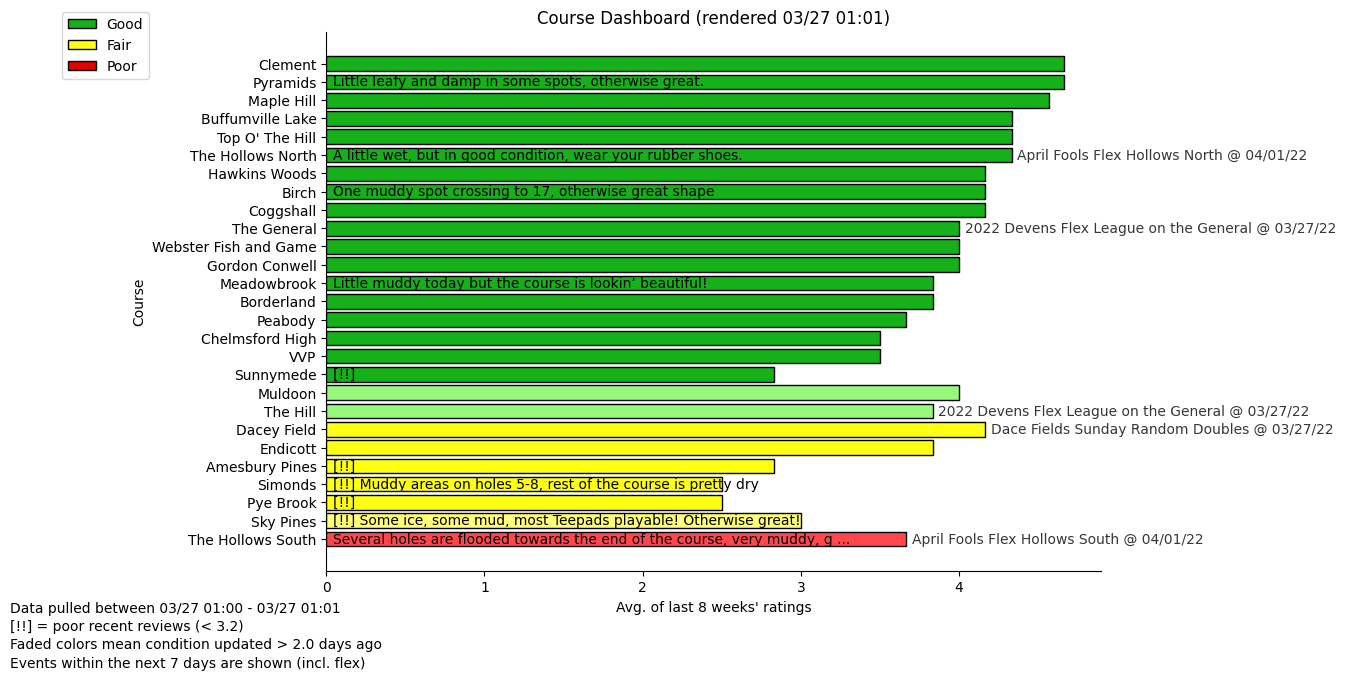 Course Dashboard (rendered 03/27 01:01)
Good
Fair
Poor
Course
Clement
Pyramids Little leafy and damp in some spots, otherwise great.
Maple Hill
Buffumville Lake
Top O' The Hill
The Hollows North A little wet, but in good condition, wear your rubber shoes. April Fools Flex Hollows North @ 04/01/22
Hawkins Woods
Birch One muddy spot crossing to 17, otherwise great shape
Coggshall
The General 2022 Devens Flex League on the General @ 03/27/22
Webster Fish and Game
Gordon Conwell
Meadowbrook Little muddy today but the course is lookin' beautiful!
Borderland
Peabody
Chelmsford High
VVP
Sunnymede [!!]
Muldoon
The Hill 2022 Devens Flex League on the General @ 03/27/22
Dacey Field Dace Fields Sunday Random Doubles @ 03/27/22
Endicott
Amesbury Pines [!!]
Simonds [!!] Muddy areas on holes 5-8, rest of the course is pretty dry
Pye Brook [!!]
Sky Pines [!!] Some ice, some mud, most Teepads playable! Otherwise great!
The Hollows South Several holes are flooded towards the end of the course, very muddy, g ... April Fools Flex Hollows South @ 04/01/22
0 1 2 3 4
Avg. of last 8 weeks' ratings
Data pulled between 03/27 01:00 - 03/27 01:01
[!!] = poor recent reviews (< 3.2)
Faded colors mean condition updated > 2.0 days ago
Events within the next 7 days are shown (incl. flex)